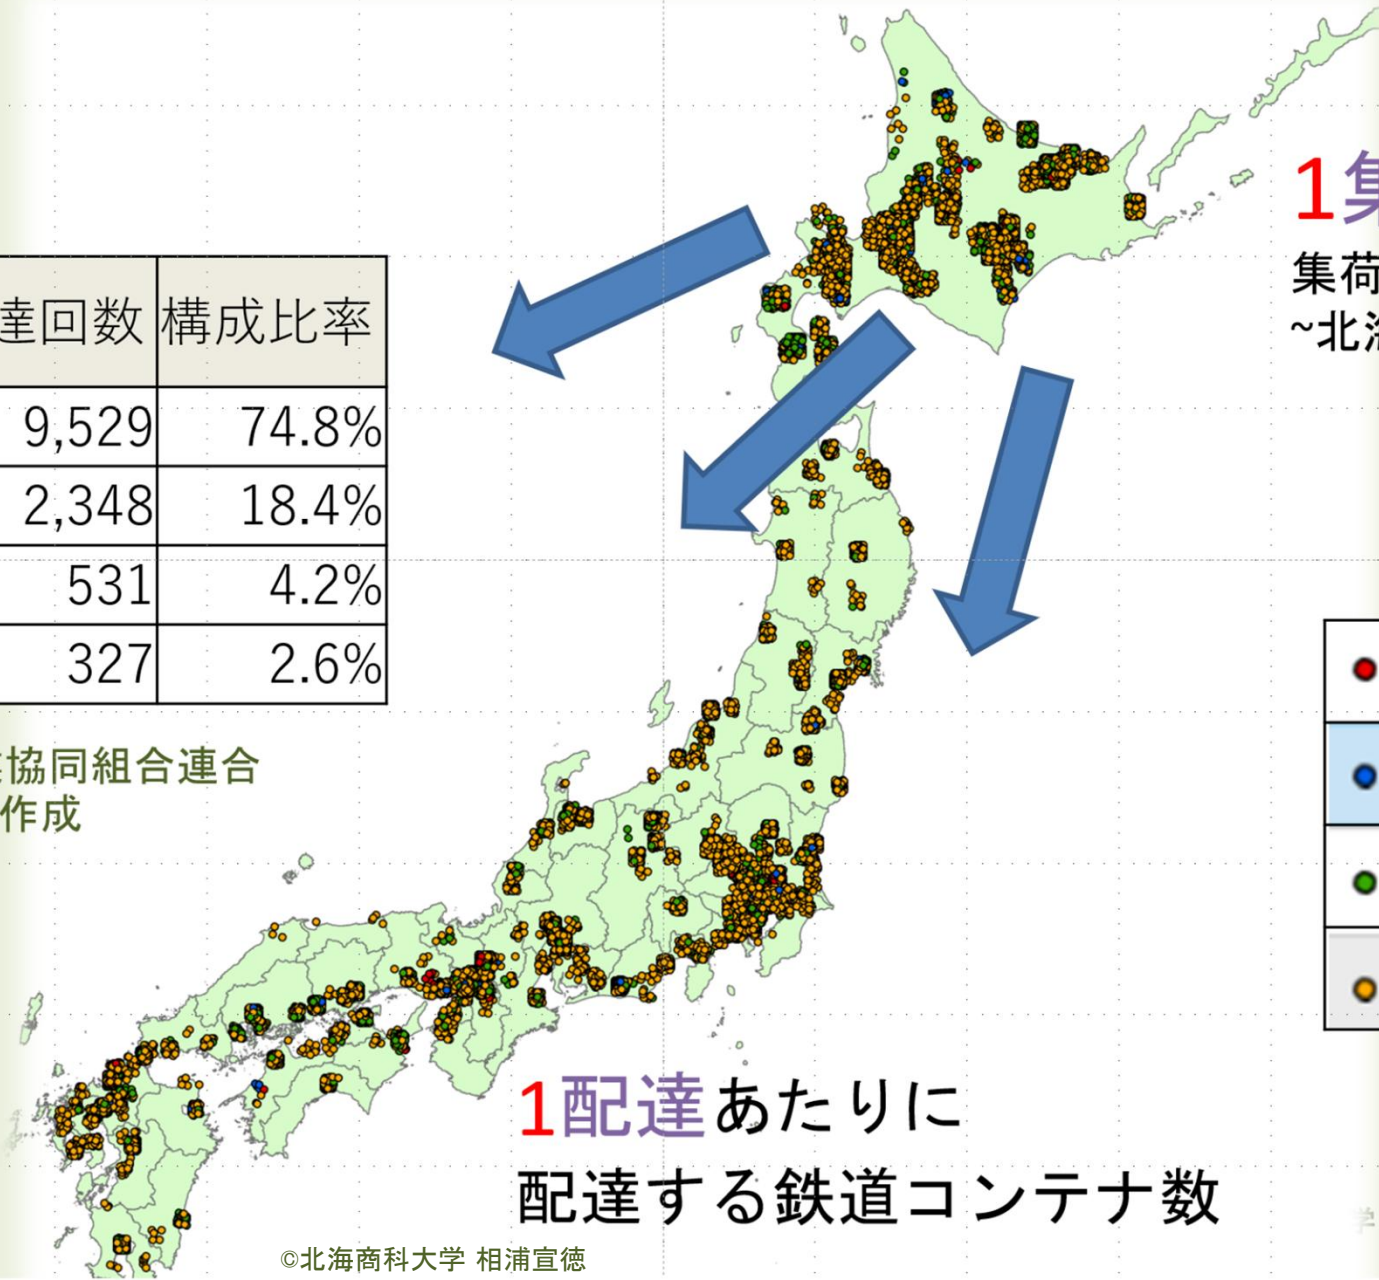 達回数 構成比率
9,529 74.8%
2,348 18.4%
531 4.2%
327 2.6%
協同組合連合
作成
1集
集荷
~北海
1配達あたりに
配達する鉄道コンテナ数
©北海商科大学 相浦宣徳